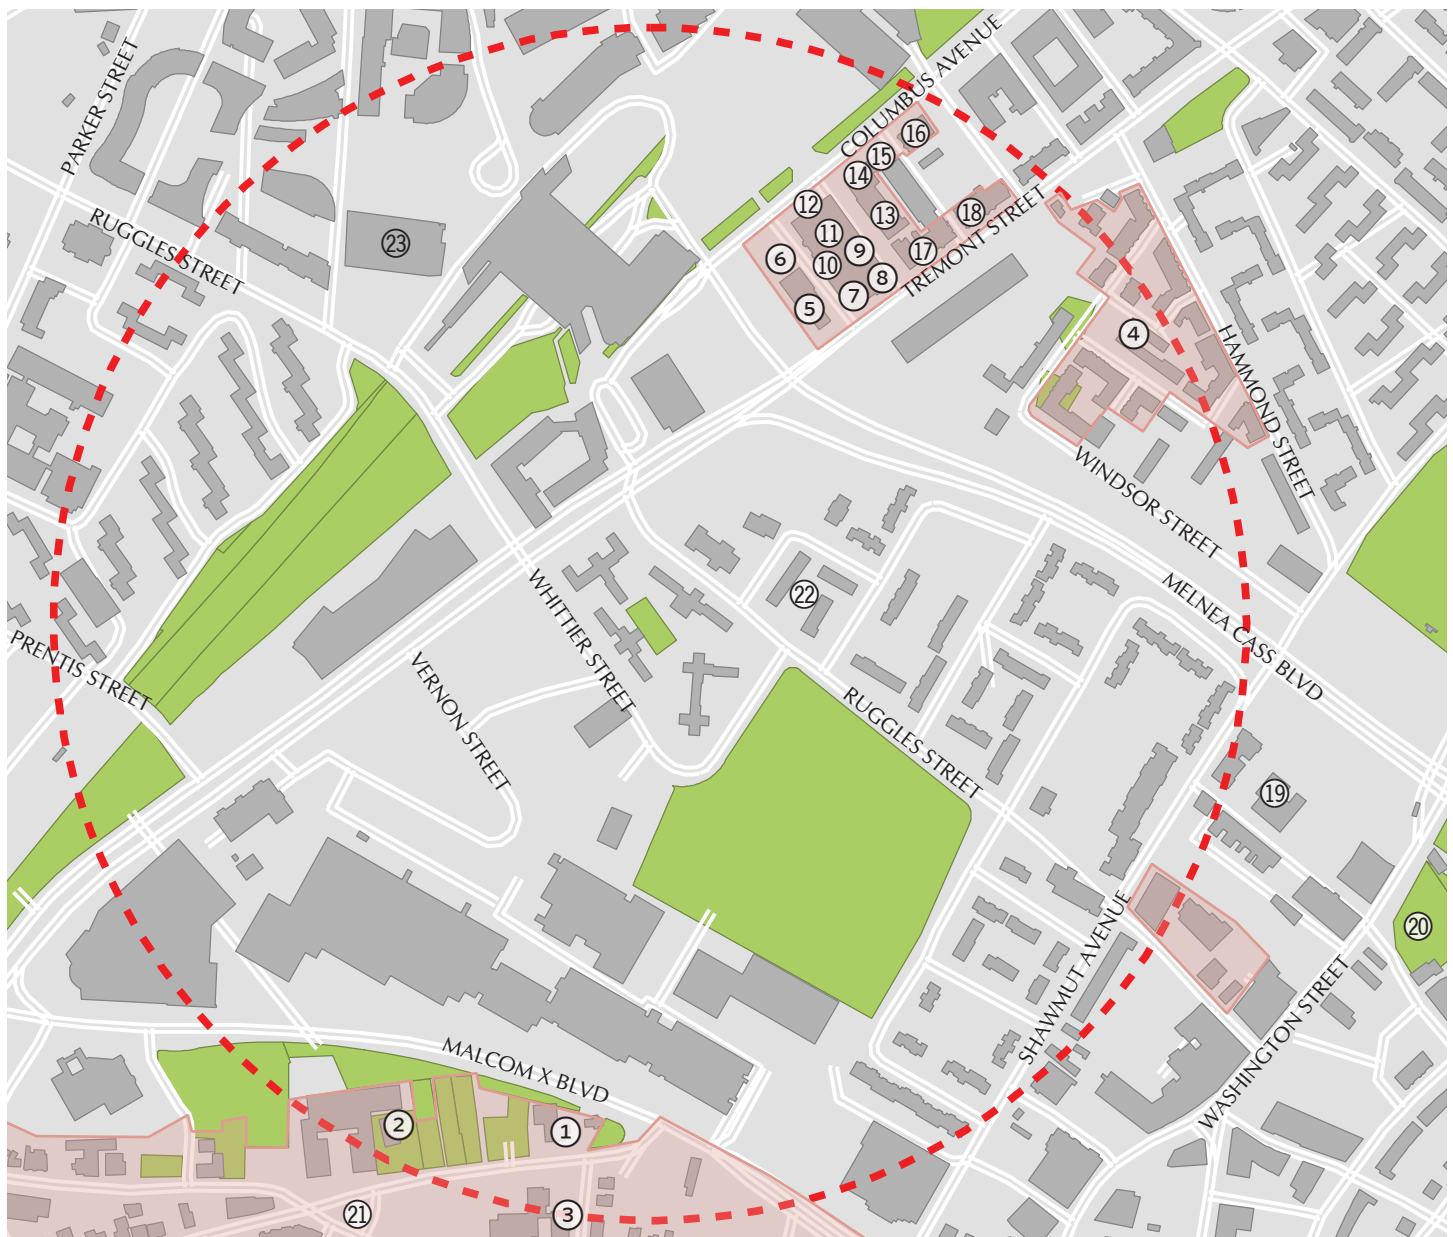 COLUMBUS AVENUE
PARKER STREET
16
15
14
12
13
18
RUGGLES STREET
23
11
9
17
6
10
8
TREMONT STREET
7
5
4
HAMMOND STREET
WINDSOR STREET
22
WHITTIER STREET
MELNEA CASS BLVD
PRENTIS STREET
VERNON STREET
RUGGLES STREET
19
20
SHAWMUT AVENUE
WASHINGTON STREET
MALCOM X BLVD
2
1
21
3